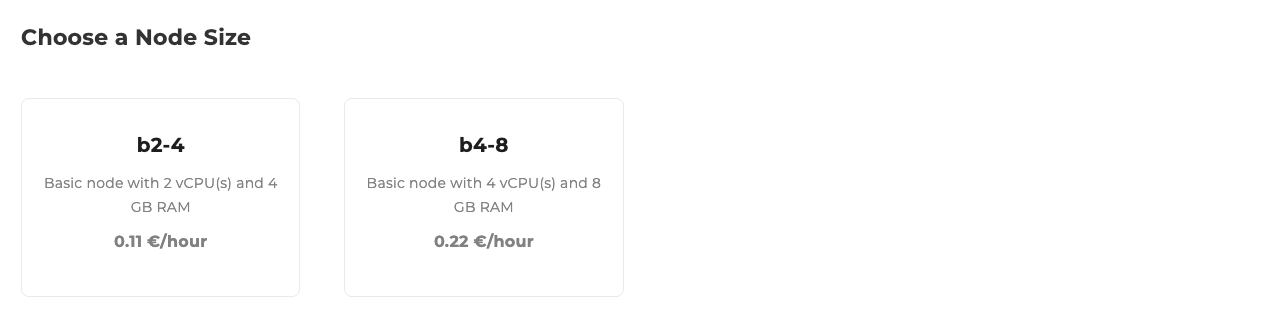 Choose a Node Size
b2-4
Basic node with 2 vCPU(s) and 4
GB RAM
0.11 €/hour
b4-8
Basic node with 4 vCPU(s) and 8
GB RAM
0.22 €/hour